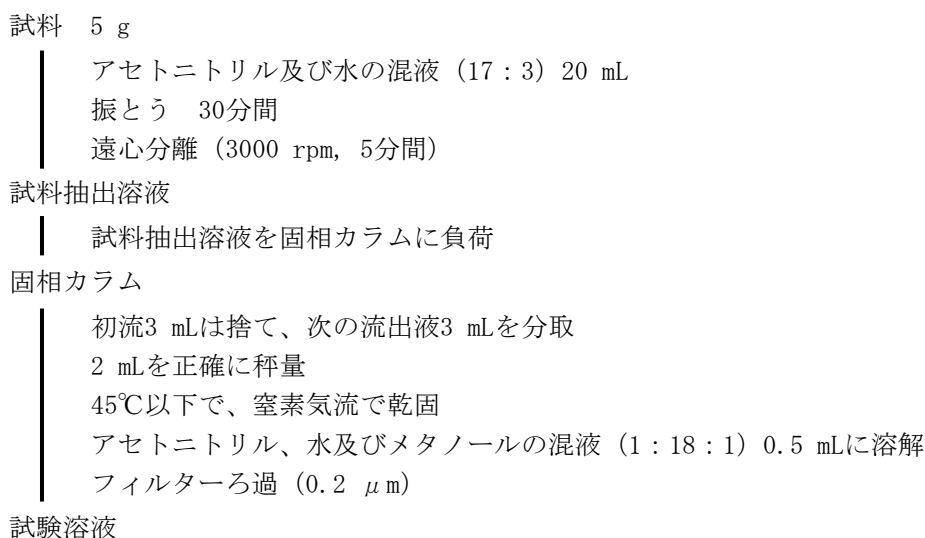 試料　5 g
アセトニトリル及び水の混液（17：3）20 mL
振とう　30分間
遠心分離（3000 rpm, 5分間）
試料抽出溶液
試料抽出溶液を固相カラムに負荷
固相カラム
初流3 mLは捨て、次の流出液3 mLを分取
2 mLを正確に秤量
45℃以下で、窒素気流で乾固
アセトニトリル、水及びメタノールの混液（1：18：1）0.5 mLに溶解
フィルターろ過（0.2 μm）
試験溶液